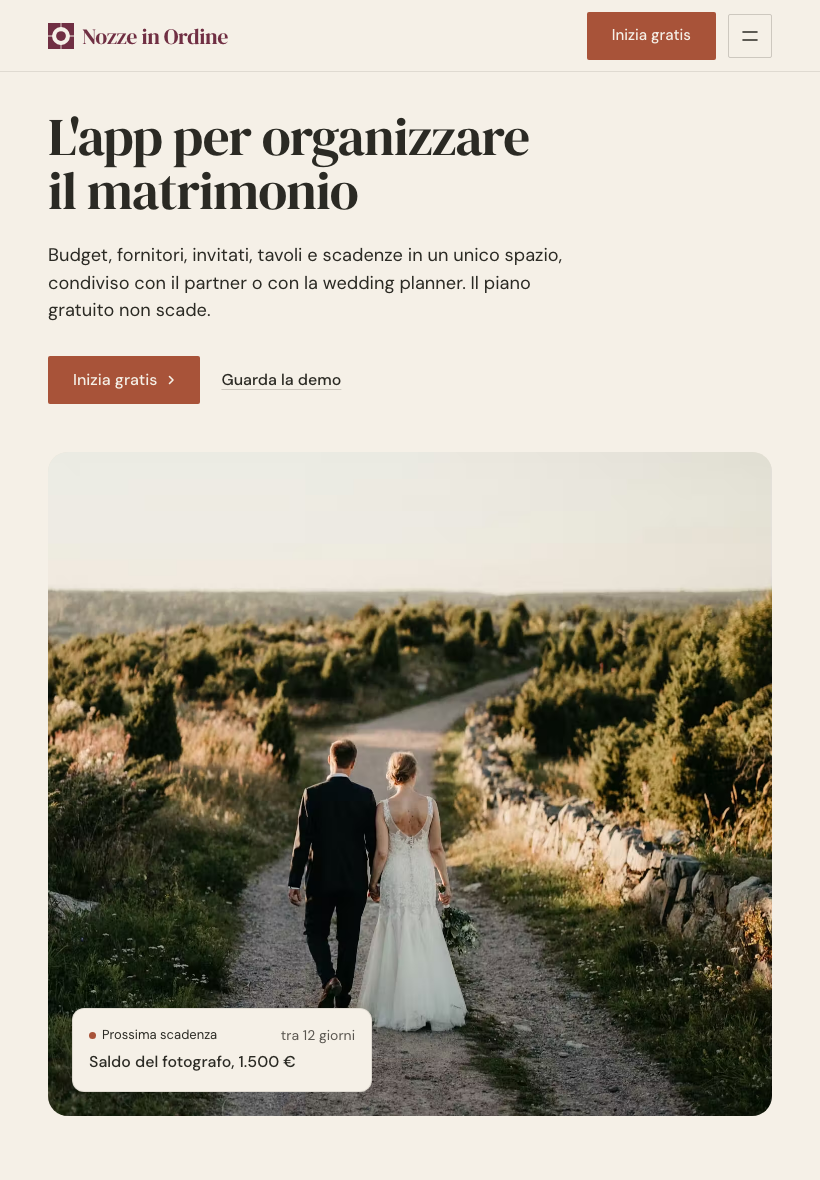 Nozze in Ordine
Inizia gratis
L'app per organizzare
il matrimonio
Budget, fornitori, invitati, tavoli e scadenze in un unico spazio,
condiviso con il partner o con la wedding planner. Il piano
gratuito non scade.
Inizia gratis
Guarda la demo
Prossima scadenza
tra 12 giorni
Saldo del fotografo, 1.500 €